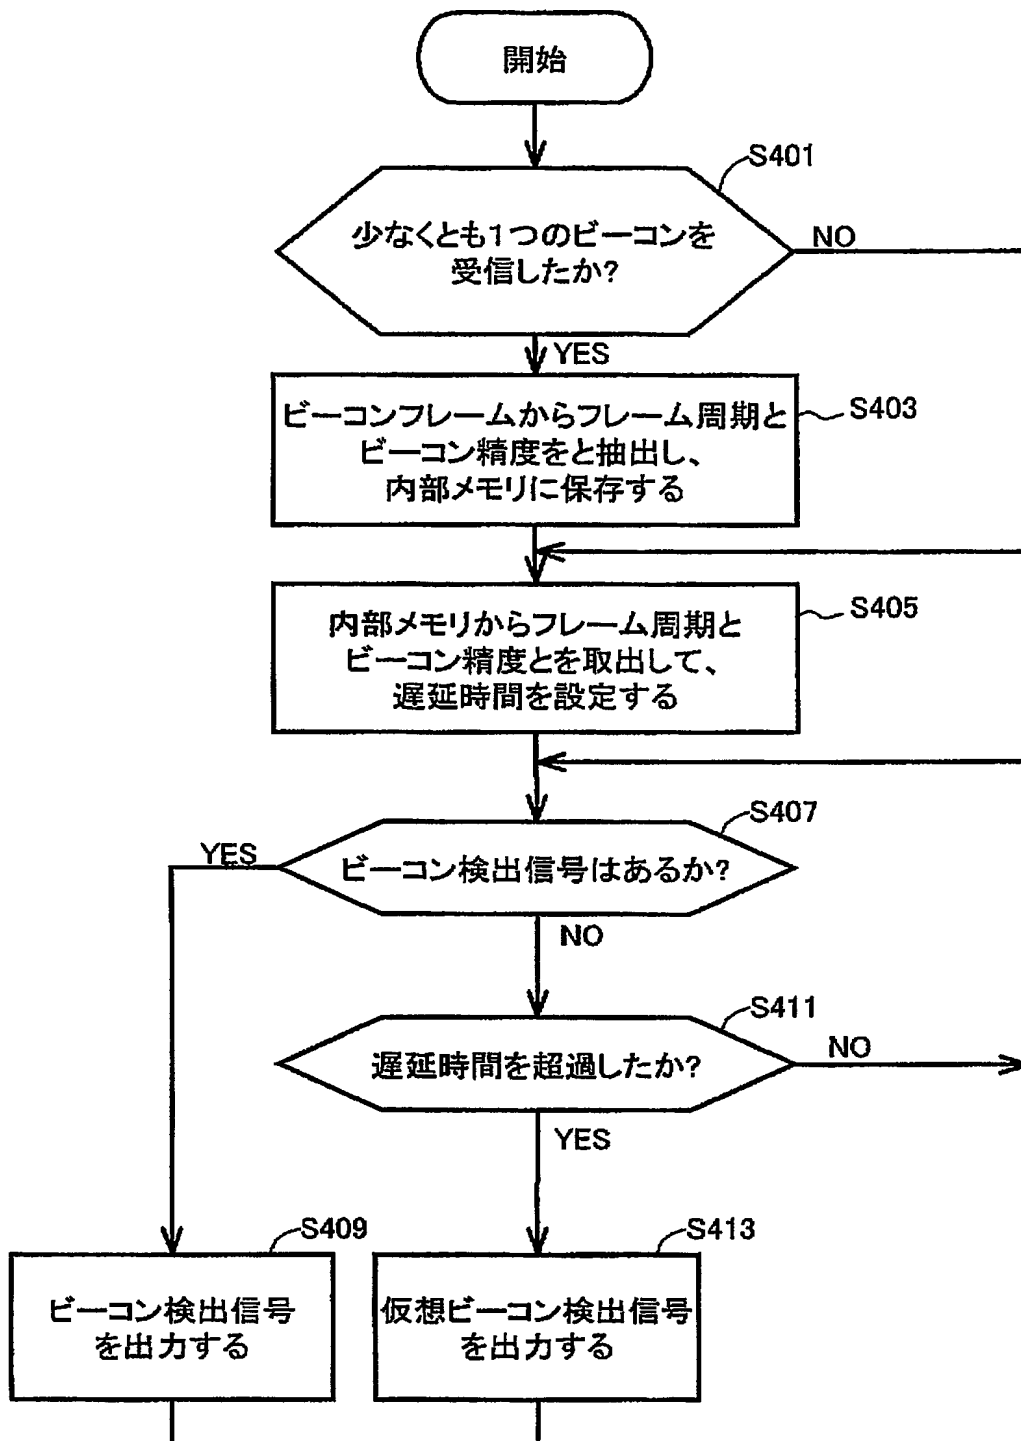 開始
S401
少なくとも1つのビーコンを
受信したか?
NO
YES
ビーコンフレームからフレーム周期と
ビーコン精度をと抽出し、
内部メモリに保存する
S403
内部メモリからフレーム周期と
ビーコン精度とを取出して、
遅延時間を設定する
S405
S407
YES
ビーコン検出信号はあるか?
NO
S411
遅延時間を超過したか?
NO
YES
S409
ビーコン検出信号
を出力する
S413
仮想ビーコン検出信号
を出力する